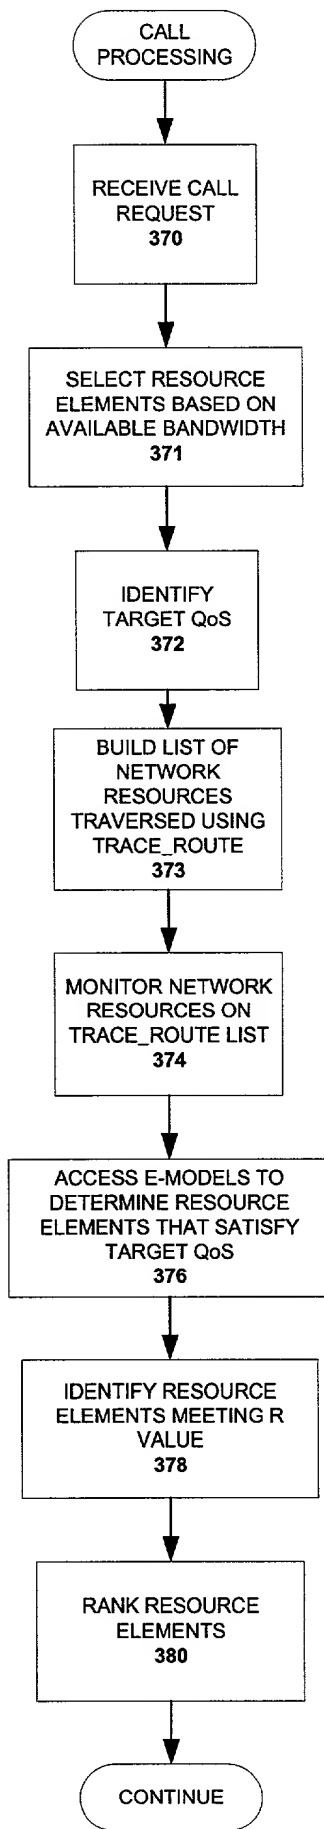 CALL
PROCESSING
RECEIVE CALL
REQUEST
370
SELECT RESOURCE
ELEMENTS BASED ON
AVAILABLE BANDWIDTH
371
IDENTIFY
TARGET QoS
372
BUILD LIST OF
NETWORK
RESOURCES
TRAVERSED USING
TRACE_ROUTE
373
MONITOR NETWORK
RESOURCES ON
TRACE_ROUTE LIST
374
ACCESS E-MODELS TO
DETERMINE RESOURCE
ELEMENTS THAT SATISFY
TARGET QoS
376
IDENTIFY RESOURCE
ELEMENTS MEETING R
VALUE
378
RANK RESOURCE
ELEMENTS
380
CONTINUE